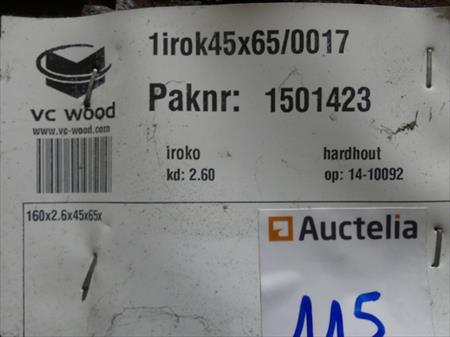 1irok45x65/0017
vc wood
www.vc-wood.com
Paknr: 1501423
iroko hardhout
kd: 2.60 op: 14-10092
160x2.6x45x65x
Auctelia
115